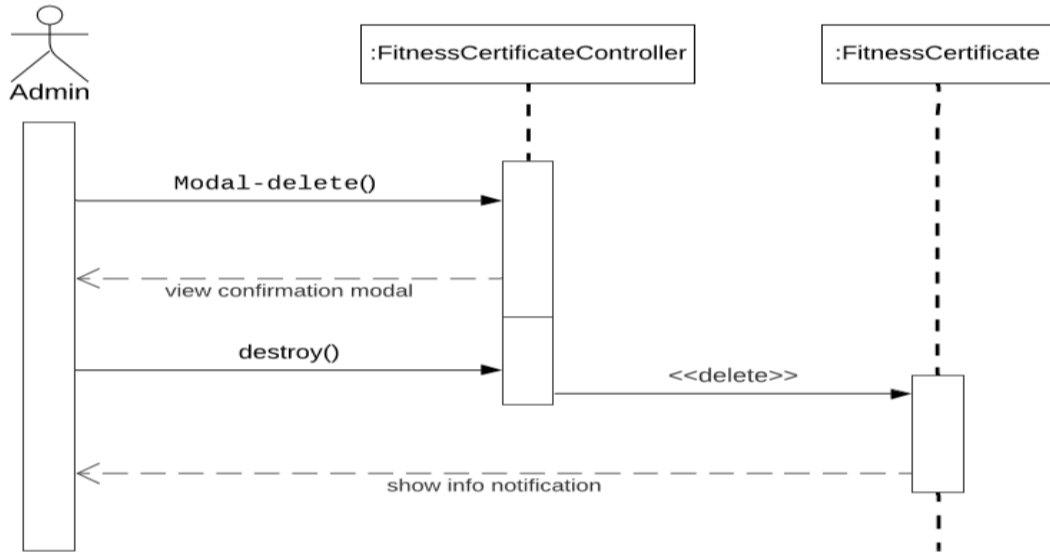 :FitnessCertificateController
:FitnessCertificate
Admin
Modal-delete()
view confirmation modal
destroy()
<<delete>>
show info notification